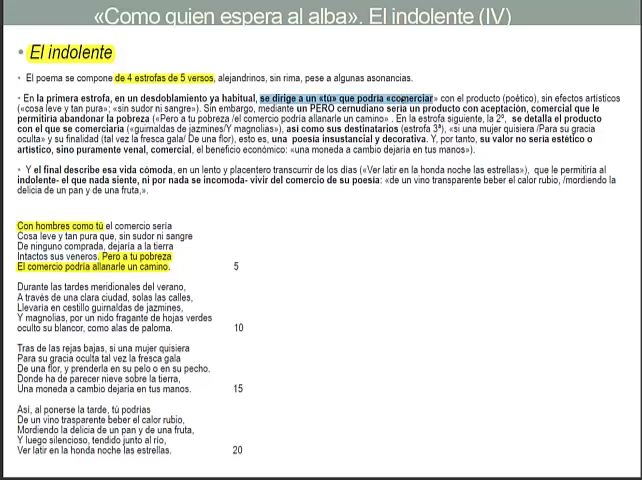 «Como quien espera al alba». El indolente (IV)
• El indolente
• El poema se compone de 4 estrofas de 5 versos, alejandrinos, sin rima, pese a algunas asonancias.
• En la primera estrofa, en un desdoblamiento ya habitual, se dirige a un «tú» que podría «comerciar» con el producto (poético), sin efectos artísticos
(«cosa leve y tan pura»; «sin sudor ni sangre»). Sin embargo, mediante un PERO cernudiano sería un producto con aceptación, comercial que le
permitiría abandonar la pobreza («Pero a tu pobreza /el comercio podría allanarle un camino» . En la estrofa siguiente, la 2º, se detalla el producto
con el que se comerciaría («guirnaldas de jazmines/Y magnolias»), así como sus destinatarios (estrofa 3ª), «si una mujer quisiera /Para su gracia
oculta» y su finalidad (tal vez la fresca gala/ De una flor), esto es, una poesía insustancial y decorativa. Y, por tanto, su valor no sería estético o
artístico, sino puramente venal, comercial, el beneficio económico: «una moneda a cambio dejaría en tus manos»).
• Y el final describe esa vida cómoda, en un lento y placentero transcurrir de los días («Ver latir en la honda noche las estrellas»), que le permitiría al
indolente- el que nada siente, ni por nada se incomoda- vivir del comercio de su poesía: «de un vino transparente beber el calor rubio, /mordiendo la
delicia de un pan y de una fruta,».
Con hombres como tú el comercio sería
Cosa leve y tan pura que, sin sudor ni sangre
De ninguno comprada, dejaría a la tierra
Intactos sus veneros. Pero a tu pobreza
El comercio podría allanarle un camino. 5
Durante las tardes meridionales del verano,
A través de una clara ciudad, solas las calles,
Llevaría en cestillo guirnaldas de jazmines,
Y magnolias, por un nido fragante de hojas verdes
oculto su blancor, como alas de paloma. 10
Tras de las rejas bajas, si una mujer quisiera
Para su gracia oculta tal vez la fresca gala
De una flor, y prenderla en su pelo o en su pecho.
Donde ha de parecer nieve sobre la tierra,
Una moneda a cambio dejaría en tus manos. 15
Así, al ponerse la tarde, tú podrías
De un vino trasparente beber el calor rubio,
Mordiendo la delicia de un pan y de una fruta,
Y luego silencioso, tendido junto al río,
Ver latir en la honda noche las estrellas. 20